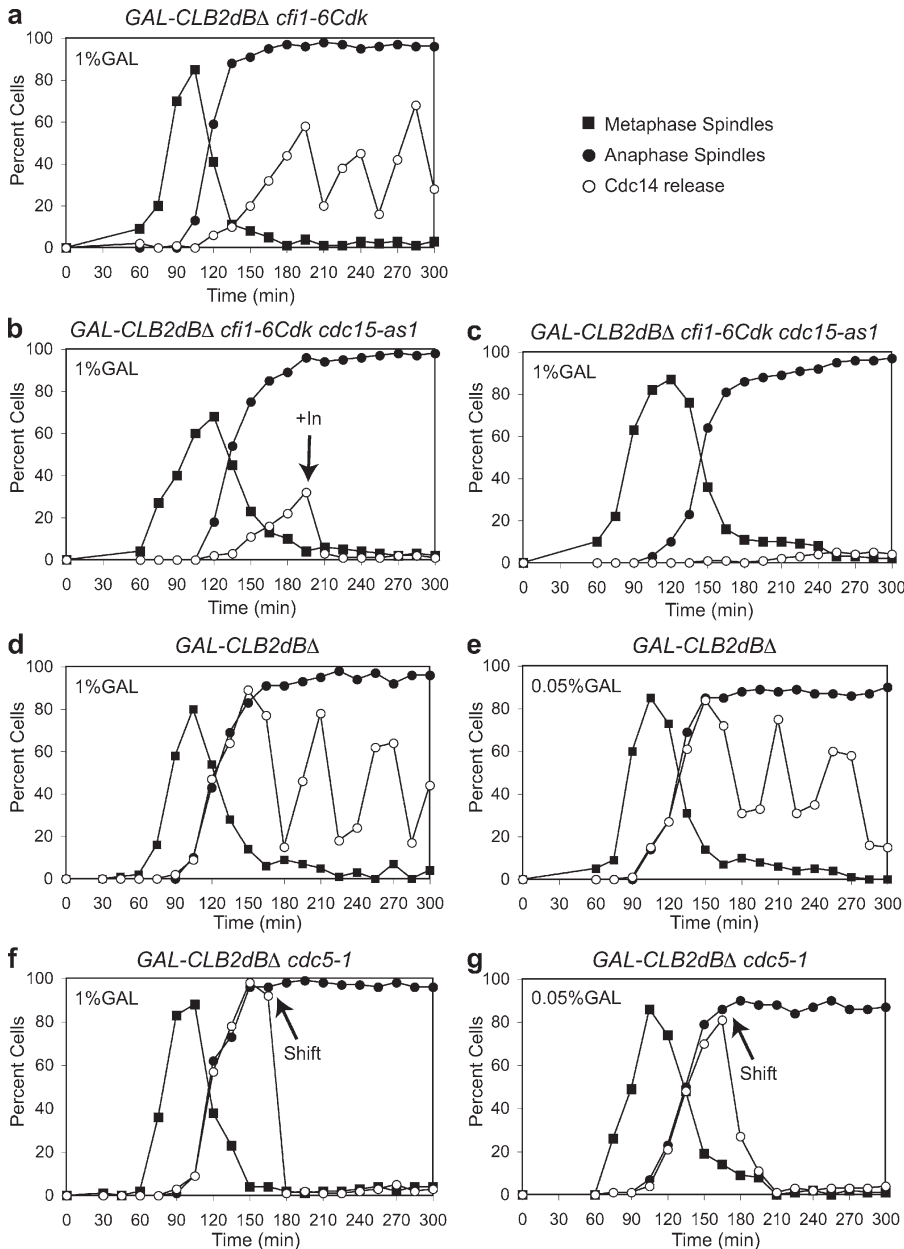 a GAL-CLB2dBΔ cfi1-6Cdk
1%GAL
Percent Cells
100
80
60
40
20
0
0 30 60 90 120 150 180 210 240 270 300
Time (min)
Metaphase Spindles
Anaphase Spindles
Cdc14 release
b GAL-CLB2dBΔ cfi1-6Cdk cdc15-as1
1%GAL
+In
Percent Cells
100
80
60
40
20
0
0 30 60 90 120 150 180 210 240 270 300
Time (min)
c GAL-CLB2dBΔ cfi1-6Cdk cdc15-as1
1%GAL
Percent Cells
100
80
60
40
20
0
0 30 60 90 120 150 180 210 240 270 300
Time (min)
d GAL-CLB2dBΔ
1%GAL
Percent Cells
100
80
60
40
20
0
0 30 60 90 120 150 180 210 240 270 300
Time (min)
e GAL-CLB2dBΔ
0.05%GAL
Percent Cells
100
80
60
40
20
0
0 30 60 90 120 150 180 210 240 270 300
Time (min)
f GAL-CLB2dBΔ cdc5-1
1%GAL
Shift
Percent Cells
100
80
60
40
20
0
0 30 60 90 120 150 180 210 240 270 300
Time (min)
g GAL-CLB2dBΔ cdc5-1
0.05%GAL
Shift
Percent Cells
100
80
60
40
20
0
0 30 60 90 120 150 180 210 240 270 300
Time (min)